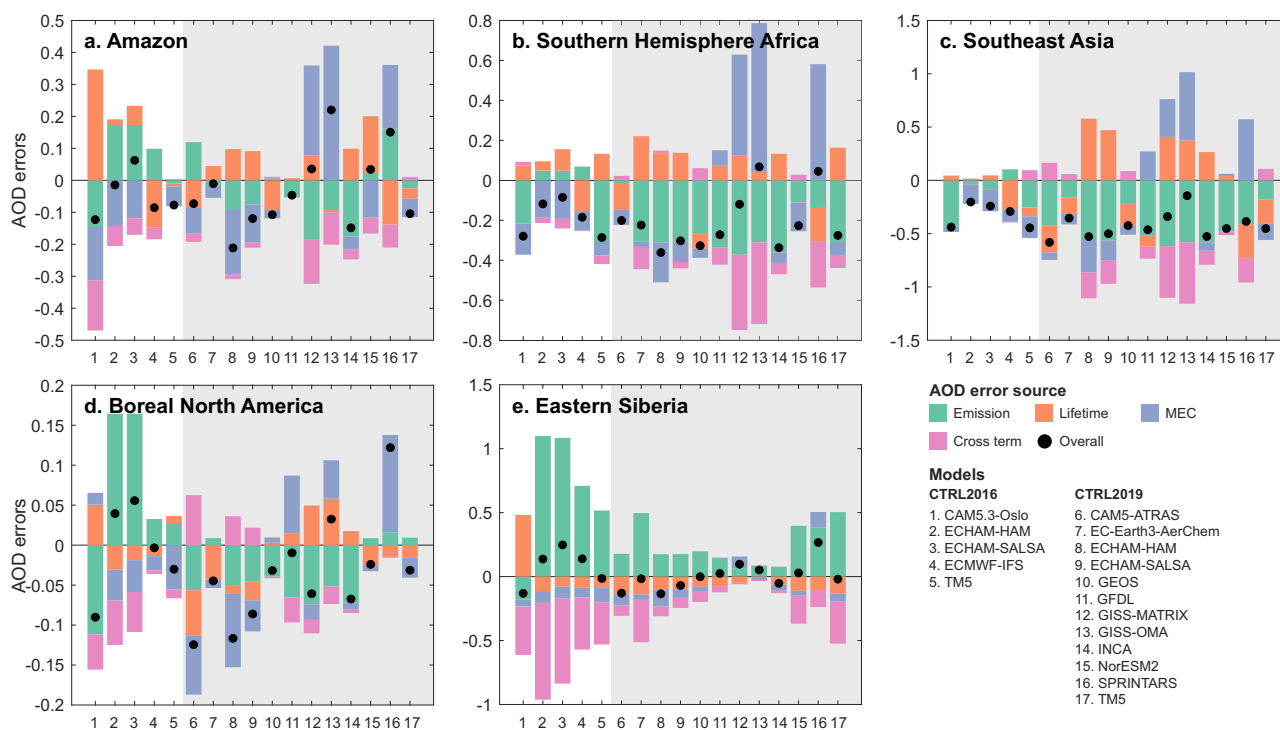 a. Amazon
0.5
0.4
0.3
0.2
0.1
0
-0.1
-0.2
-0.3
-0.4
-0.5
AOD errors
1 2 3 4 5 6 7 8 9 10 11 12 13 14 15 16 17
b. Southern Hemisphere Africa
0.8
0.6
0.4
0.2
0
-0.2
-0.4
-0.6
-0.8
1 2 3 4 5 6 7 8 9 10 11 12 13 14 15 16 17
c. Southeast Asia
1.5
1
0.5
0
-0.5
-1
-1.5
1 2 3 4 5 6 7 8 9 10 11 12 13 14 15 16 17
d. Boreal North America
0.2
0.15
0.1
0.05
0
-0.05
-0.1
-0.15
-0.2
AOD errors
1 2 3 4 5 6 7 8 9 10 11 12 13 14 15 16 17
e. Eastern Siberia
1.5
1
0.5
0
-0.5
-1
1 2 3 4 5 6 7 8 9 10 11 12 13 14 15 16 17
AOD error source
Emission Lifetime MEC
Cross term Overall
Models
CTRL2016
1. CAM5.3-Oslo
2. ECHAM-HAM
3. ECHAM-SALSA
4. ECMWF-IFS
5. TM5
CTRL2019
6. CAM5-ATRAS
7. EC-Earth3-AerChem
8. ECHAM-HAM
9. ECHAM-SALSA
10. GEOS
11. GFDL
12. GISS-MATRIX
13. GISS-OMA
14. INCA
15. NorESM2
16. SPRINTARS
17. TM5